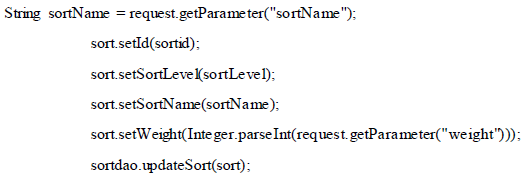 String sortName = request.getParameter("sortName");
sort.setId(sortid);
sort.setSortLevel(sortLevel);
sort.setSortName(sortName);
sort.setWeight(Integer.parseInt(request.getParameter("weight")));
sortdao.updateSort(sort);